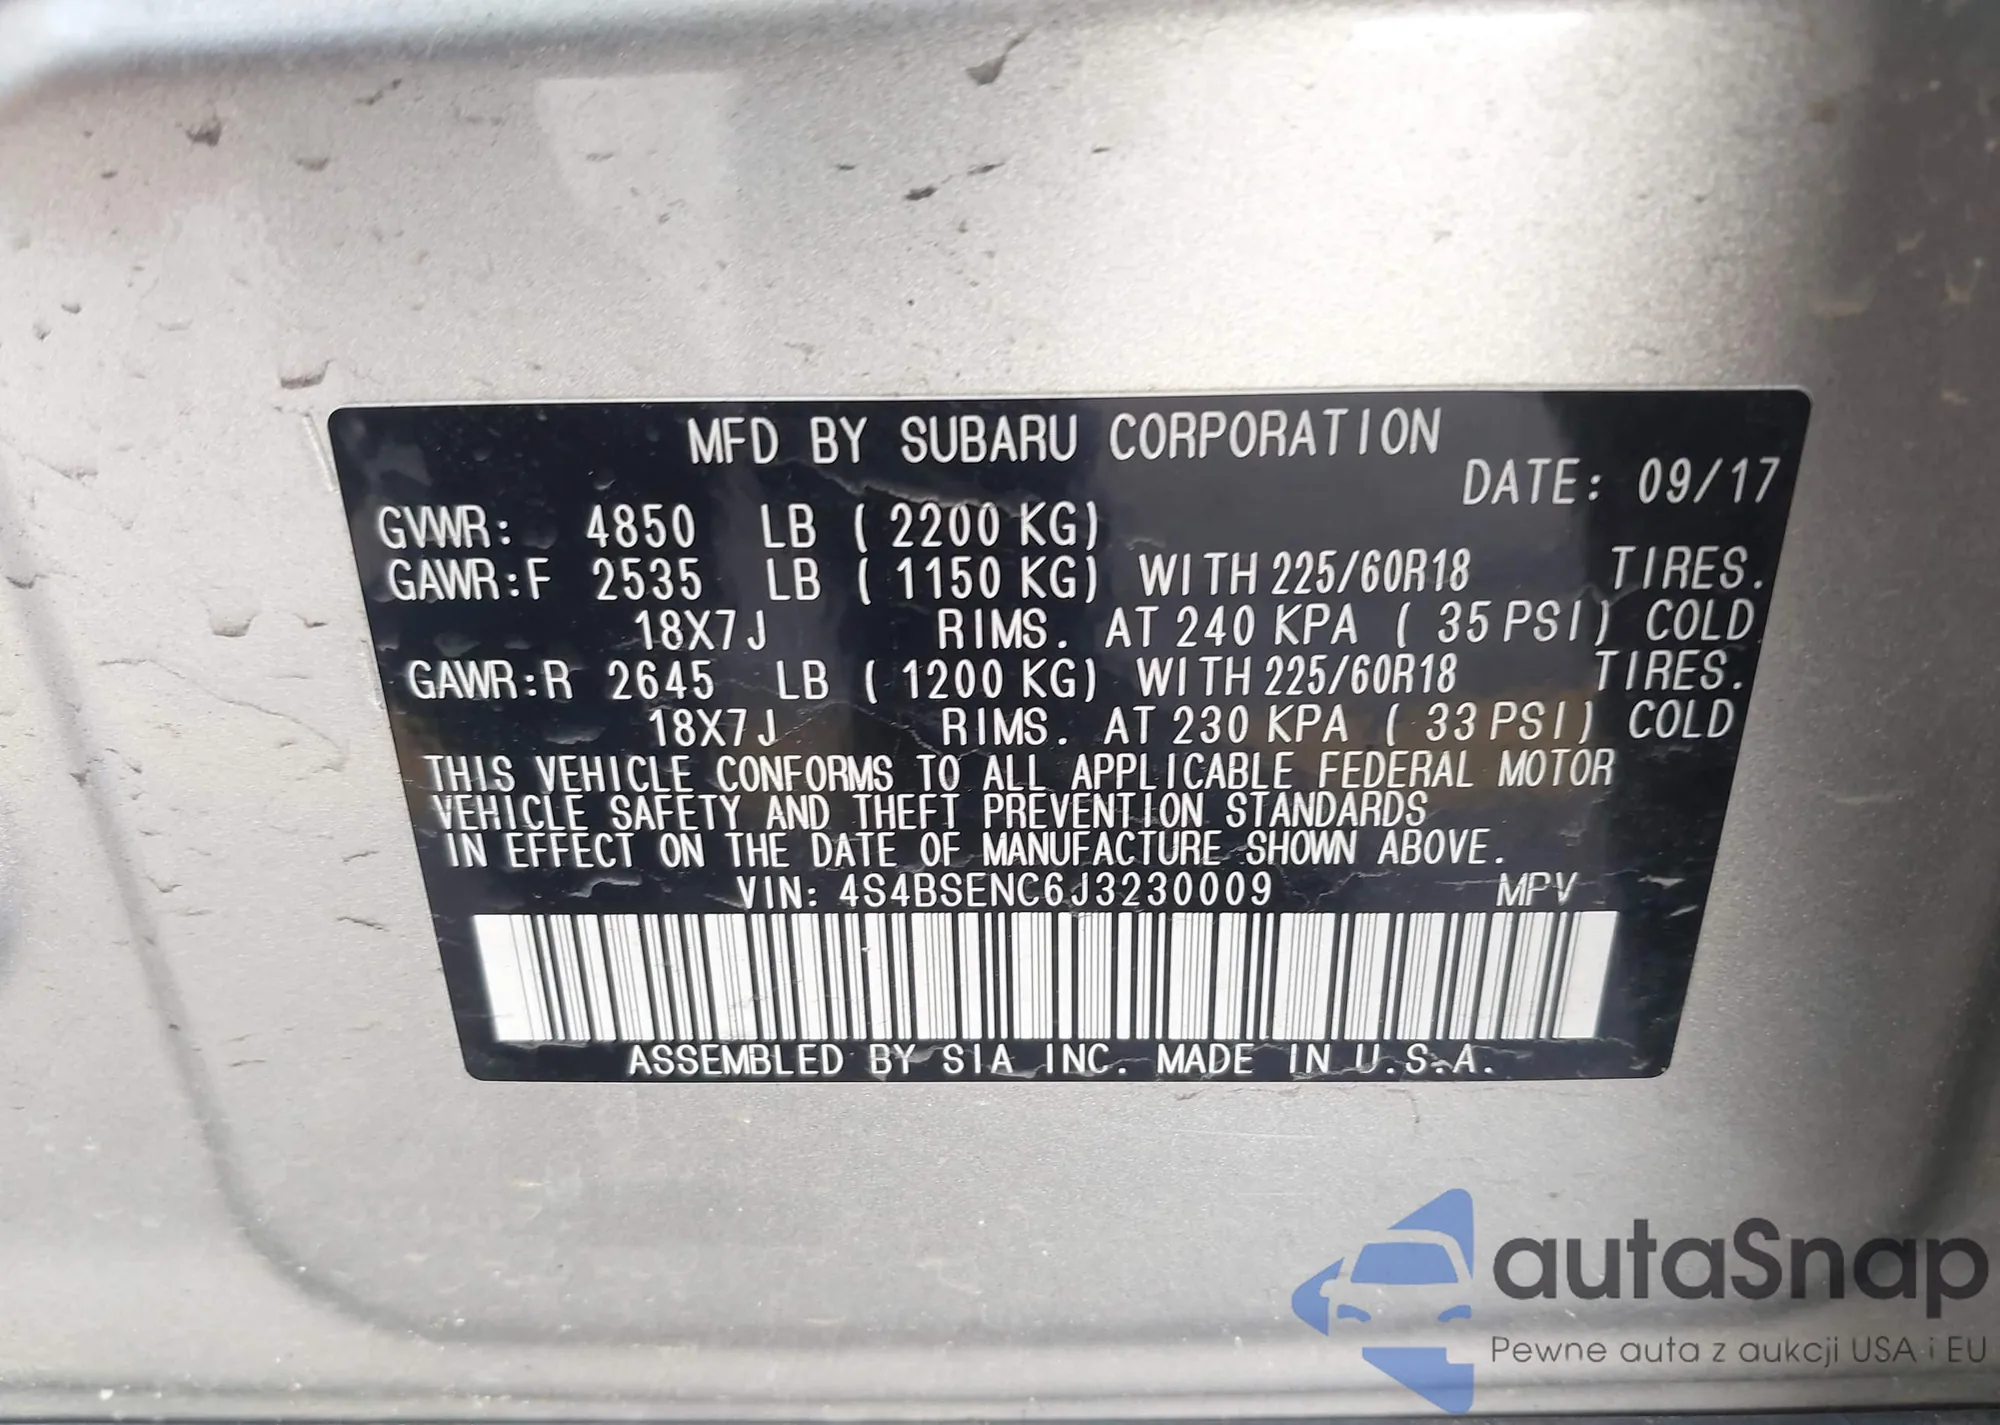 MFD BY SUBARU CORPORATION
DATE: 09/17
GVWR: 4850 LB ( 2200 KG)
GAWR:F 2535 LB ( 1150 KG) WITH 225/60R18 TIRES.
18X7J RIMS. AT 240 KPA ( 35 PSI) COLD
GAWR:R 2645 LB ( 1200 KG) WITH 225/60R18 TIRES.
18X7J RIMS. AT 230 KPA ( 33 PSI) COLD
THIS VEHICLE CONFORMS TO ALL APPLICABLE FEDERAL MOTOR
VEHICLE SAFETY AND THEFT PREVENTION STANDARDS
IN EFFECT ON THE DATE OF MANUFACTURE SHOWN ABOVE.
VIN: 4S4BSENC6J3230009 MPV
ASSEMBLED BY SIA INC. MADE IN U.S.A.
autaSnap
Pewne auta z aukcji USA i EU